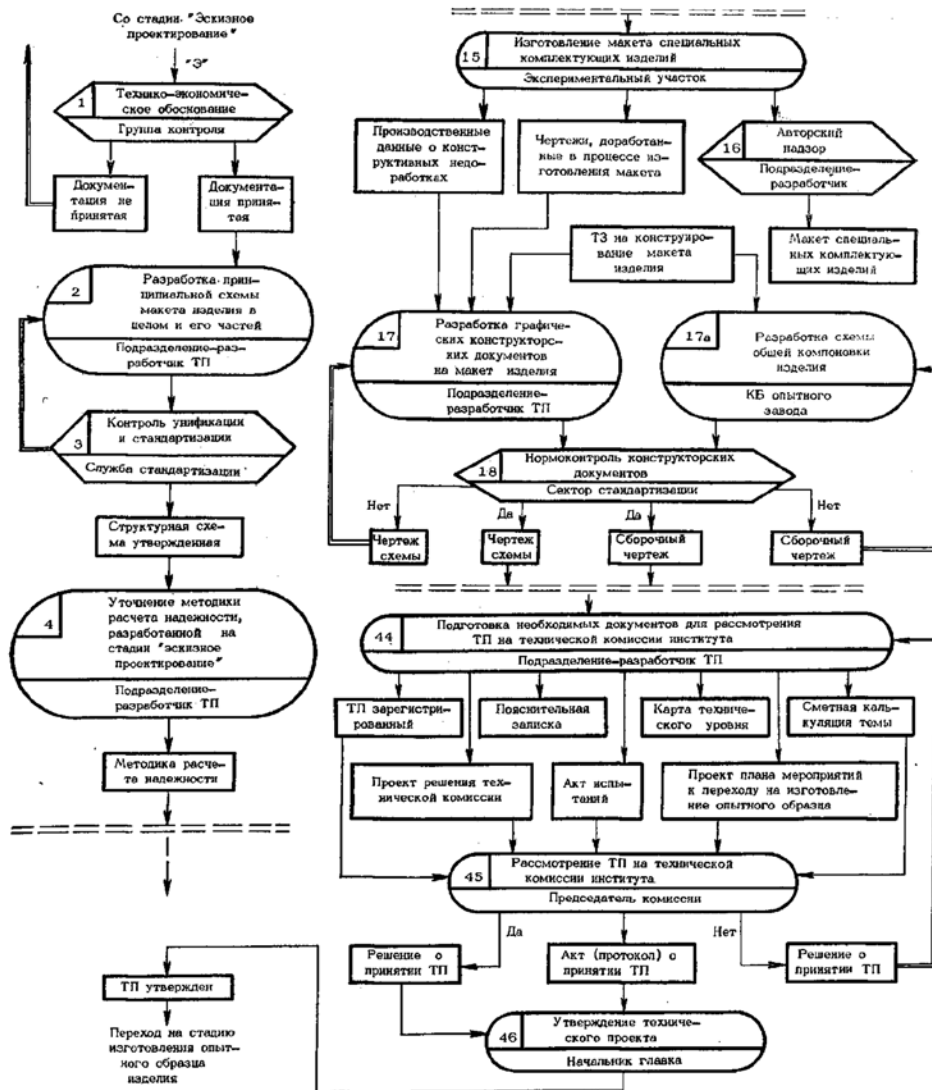 Со стадии "Эскизное
проектирование"
"Э"
1
Технико-экономиче-
ское обоснование
Группа контроля
Докумен-
тация не
принятая
Документа-
ция приня-
тая
2
Разработка прин-
ципиальной схемы
макета изделия в
целом и его частей
Подразделение-раз-
работчик ТП
3
Контроль унификации
и стандартизации
Служба стандартизации
Структурная схе-
ма утвержденная
4
Уточнение методики
расчета надежности,
разработанной на
стадии "эскизное
проектирование"
Подразделение-
разработчик ТП
Методика расче-
та надежности
ТП утвержден
Переход на стадию
изготовления опыт-
ного образца
изделия
15
Изготовление макета специальных
комплектующих изделий
Экспериментальный участок
Производственные
данные о конст-
руктивных недо-
работках
Чертежи, доработан-
ные в процессе из-
готовления макета
16
Авторский
надзор
Подразделение-
разработчик
ТЗ на конструиро-
вание макета
изделия
Макет специаль-
ных комплектую-
щих изделий
17
Разработка графиче-
ских конструктор-
ских документов
на макет изделия
Подразделение-
разработчик ТП
17а
Разработка схемы
общей компоновки
изделия
КБ опытного
завода
18
Нормоконтроль конструкторских
документов
Сектор стандартизации
Нет
Да
Да
Нет
Чертеж
схемы
Чертеж
схемы
Сборочный
чертеж
Сборочный
чертеж
44
Подготовка необходимых документов для рассмотрения
ТП на технической комиссии института
Подразделение-разработчик ТП
ТП зарегистри-
рованный
Пояснительная
записка
Карта техниче-
ского уровня
Сметная каль-
куляция темы
Проект решения тех-
нической комиссии
Акт испы-
таний
Проект плана мероприятий
к переходу на изготовле-
ние опытного образца
45
Рассмотрение ТП на технической
комиссии института
Председатель комиссии
Да
Нет
Решение о
принятии ТП
Акт (протокол) о
принятии ТП
Решение о
принятии ТП
46
Утверждение техниче-
ского проекта
Начальник главка